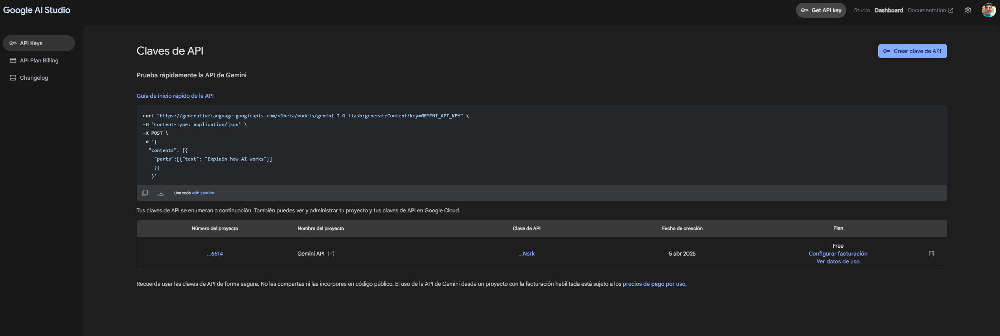 Google AI Studio
Get API key
Studio
Dashboard
Documentation
API Keys
API Plan Billing
Changelog
Claves de API
Crear clave de API
Prueba rápidamente la API de Gemini
Guía de inicio rápido de la API
curl "https://generativelanguage.googleapis.com/v1beta/models/gemini-2.0-flash:generateContent?key=GEMINI_API_KEY" \
-H 'Content-Type: application/json' \
-X POST \
-d '{
"contents": [{
"parts":[{"text": "Explain how AI works"}]
}]
}'
Use code with caution.
Tus claves de API se enumeran a continuación. También puedes ver y administrar tu proyecto y tus claves de API en Google Cloud.
Número del proyecto Nombre del proyecto Clave de API Fecha de creación Plan
...6614 Gemini API ...Nsrk 5 abr 2025 Free
Configurar facturación
Ver datos de uso
Recuerda usar las claves de API de forma segura. No las compartas ni las incorpores en código público. El uso de la API de Gemini desde un proyecto con la facturación habilitada está sujeto a los precios de pago por uso.